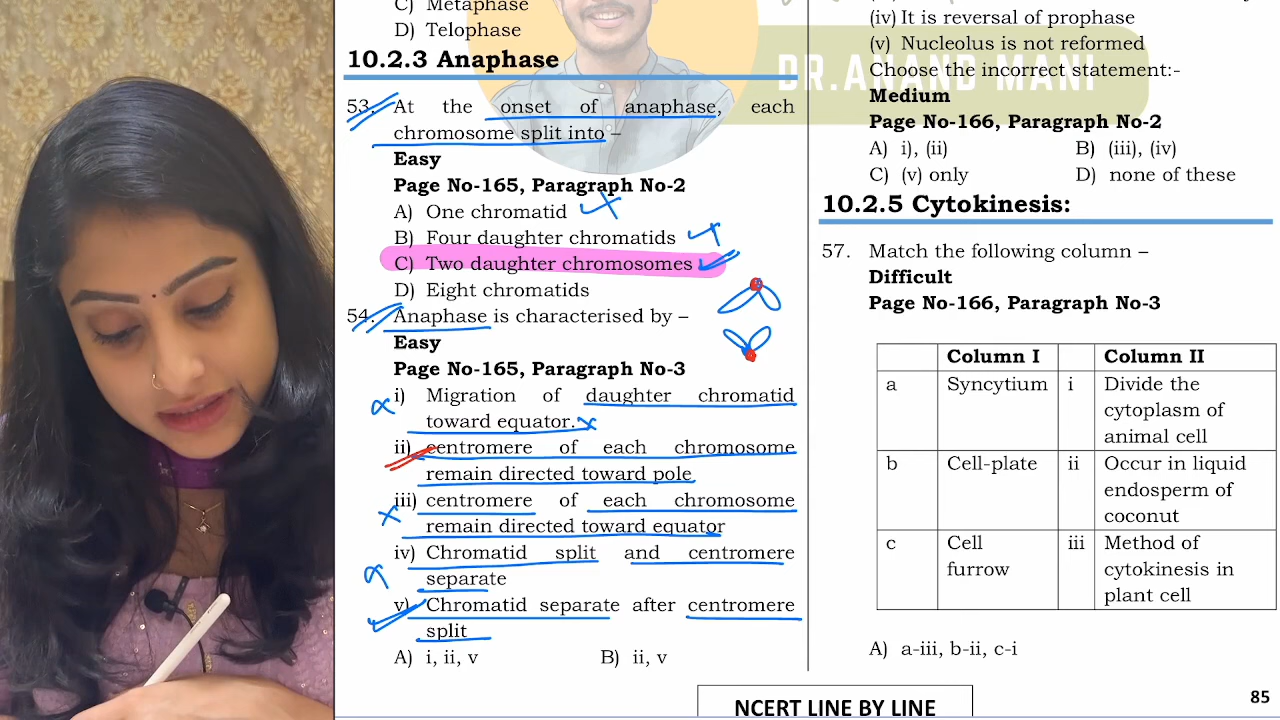 C) Metaphase
D) Telophase
10.2.3 Anaphase
53. At the onset of anaphase, each
chromosome split into –
Easy
Page No-165, Paragraph No-2
A) One chromatid
B) Four daughter chromatids
C) Two daughter chromosomes
D) Eight chromatids
54. Anaphase is characterised by –
Easy
Page No-165, Paragraph No-3
i) Migration of daughter chromatid
toward equator.
ii) centromere of each chromosome
remain directed toward pole
iii) centromere of each chromosome
remain directed toward equator
iv) Chromatid split and centromere
separate
v) Chromatid separate after centromere
split
A) i, ii, v B) ii, v
(iv) It is reversal of prophase
(v) Nucleolus is not reformed
DR.ANAND MANI
Choose the incorrect statement:-
Medium
Page No-166, Paragraph No-2
A) i), (ii) B) (iii), (iv)
C) (v) only D) none of these
10.2.5 Cytokinesis:
57. Match the following column –
Difficult
Page No-166, Paragraph No-3
Column I Column II
a Syncytium i Divide the
cytoplasm of
animal cell
b Cell-plate ii Occur in liquid
endosperm of
coconut
c Cell iii Method of
furrow cytokinesis in
plant cell
A) a-iii, b-ii, c-i
85
NCERT LINE BY LINE